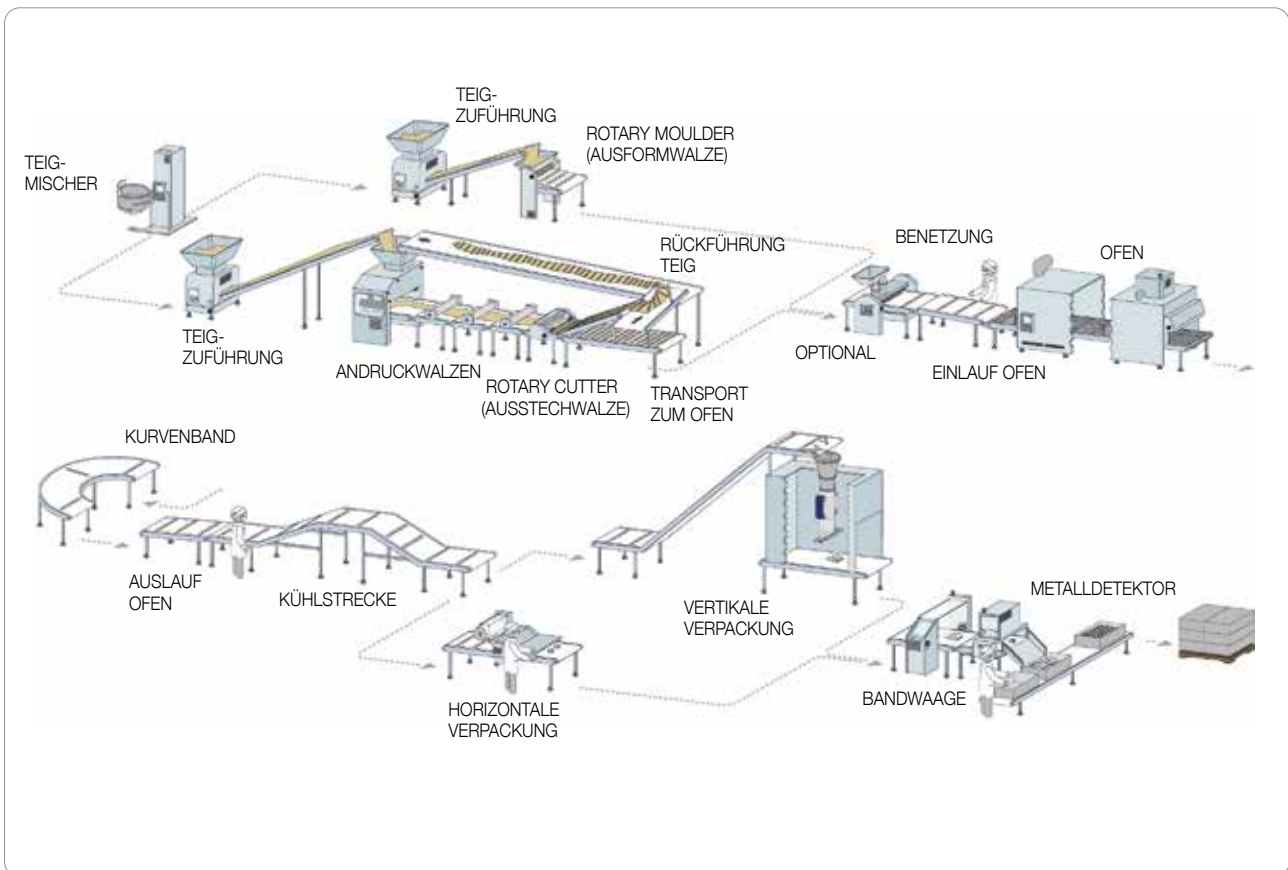 TEIG-
ZUFÜHRUNG
ROTARY MOULDER
(AUSFORMWALZE)
TEIG-
MISCHER
RÜCKFÜHRUNG
TEIG
BENETZUNG
OFEN
TEIG-
ZUFÜHRUNG
ANDRUCKWALZEN
ROTARY CUTTER
(AUSSTECHWALZE)
TRANSPORT
ZUM OFEN
OPTIONAL
EINLAUF OFEN
KURVENBAND
AUSLAUF
OFEN
KÜHLSTRECKE
VERTIKALE
VERPACKUNG
METALLDETEKTOR
HORIZONTALE
VERPACKUNG
BANDWAAGE